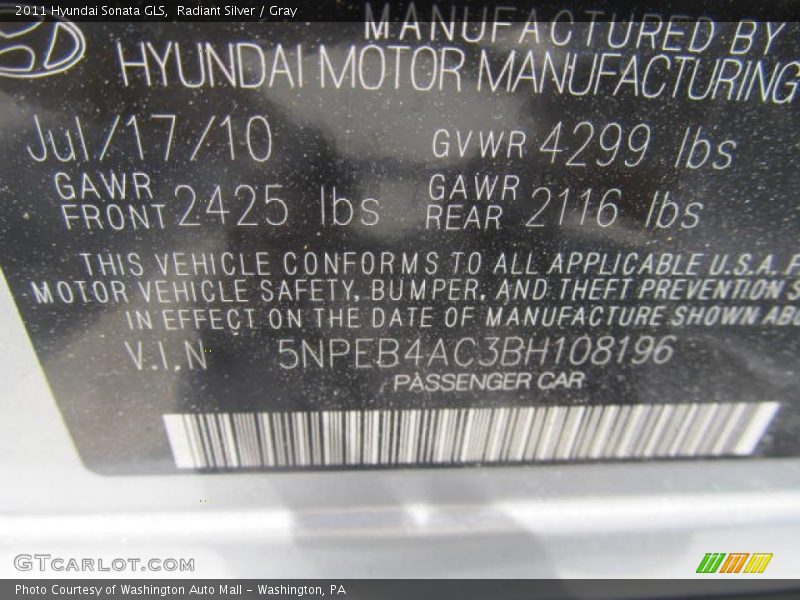 2011 Hyundai Sonata GLS, Radiant Silver / Gray
MANUFACTURED BY
HYUNDAI MOTOR MANUFACTURING
Jul/17/10 GVWR 4299 lbs
GAWR FRONT 2425 lbs GAWR REAR 2116 lbs
THIS VEHICLE CONFORMS TO ALL APPLICABLE U.S.A. F
MOTOR VEHICLE SAFETY, BUMPER, AND THEFT PREVENTION S
IN EFFECT ON THE DATE OF MANUFACTURE SHOWN ABO
V.I.N 5NPEB4AC3BH108196
PASSENGER CAR
GTCARLOT.COM
Photo Courtesy of Washington Auto Mall - Washington, PA